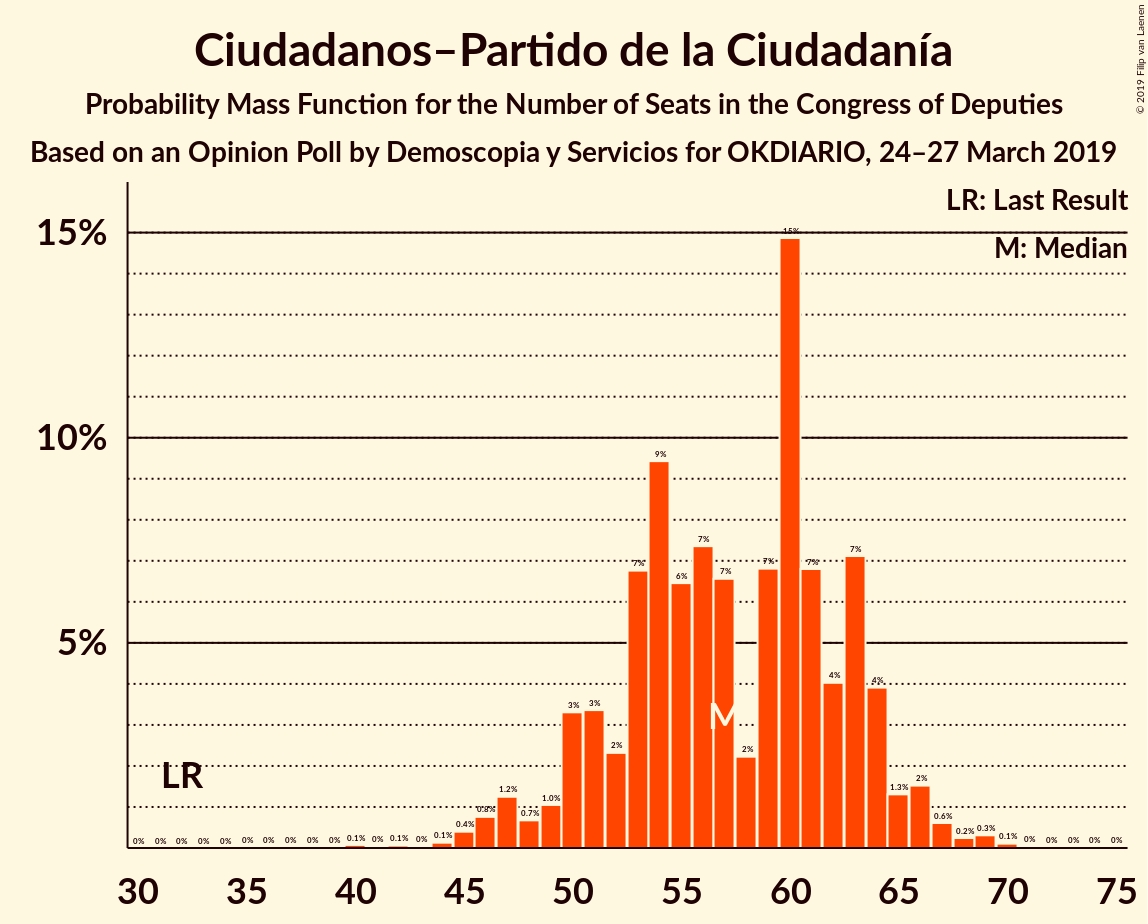 Ciudadanos–Partido de la Ciudadanía
Probability Mass Function for the Number of Seats in the Congress of Deputies
Based on an Opinion Poll by Demoscopia y Servicios for OKDIARIO, 24–27 March 2019
© 2019 Filip van Laenen
LR: Last Result
M: Median
15%
10%
5%
0% 0% 0% 0% 0% 0% 0% 0% 0% 0% 0.1% 0% 0.1% 0% 0.1% 0.4% 0.8% 1.2% 0.7% 1.0% 3% 3% 2% 7% 9% 6% 7% 7% 2% 7% 15% 7% 4% 7% 4% 1.3% 2% 0.6% 0.2% 0.3% 0.1% 0% 0% 0% 0% 0%
LR
M
30 35 40 45 50 55 60 65 70 75